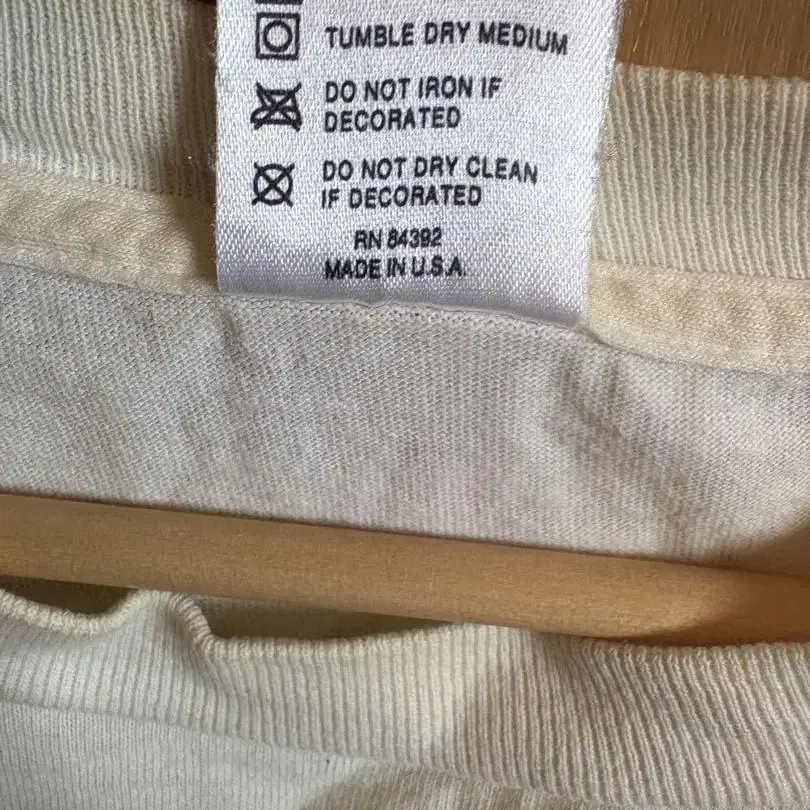 TUMBLE DRY MEDIUM
DO NOT IRON IF
DECORATED
DO NOT DRY CLEAN
IF DECORATED
RN 84392
MADE IN U.S.A.